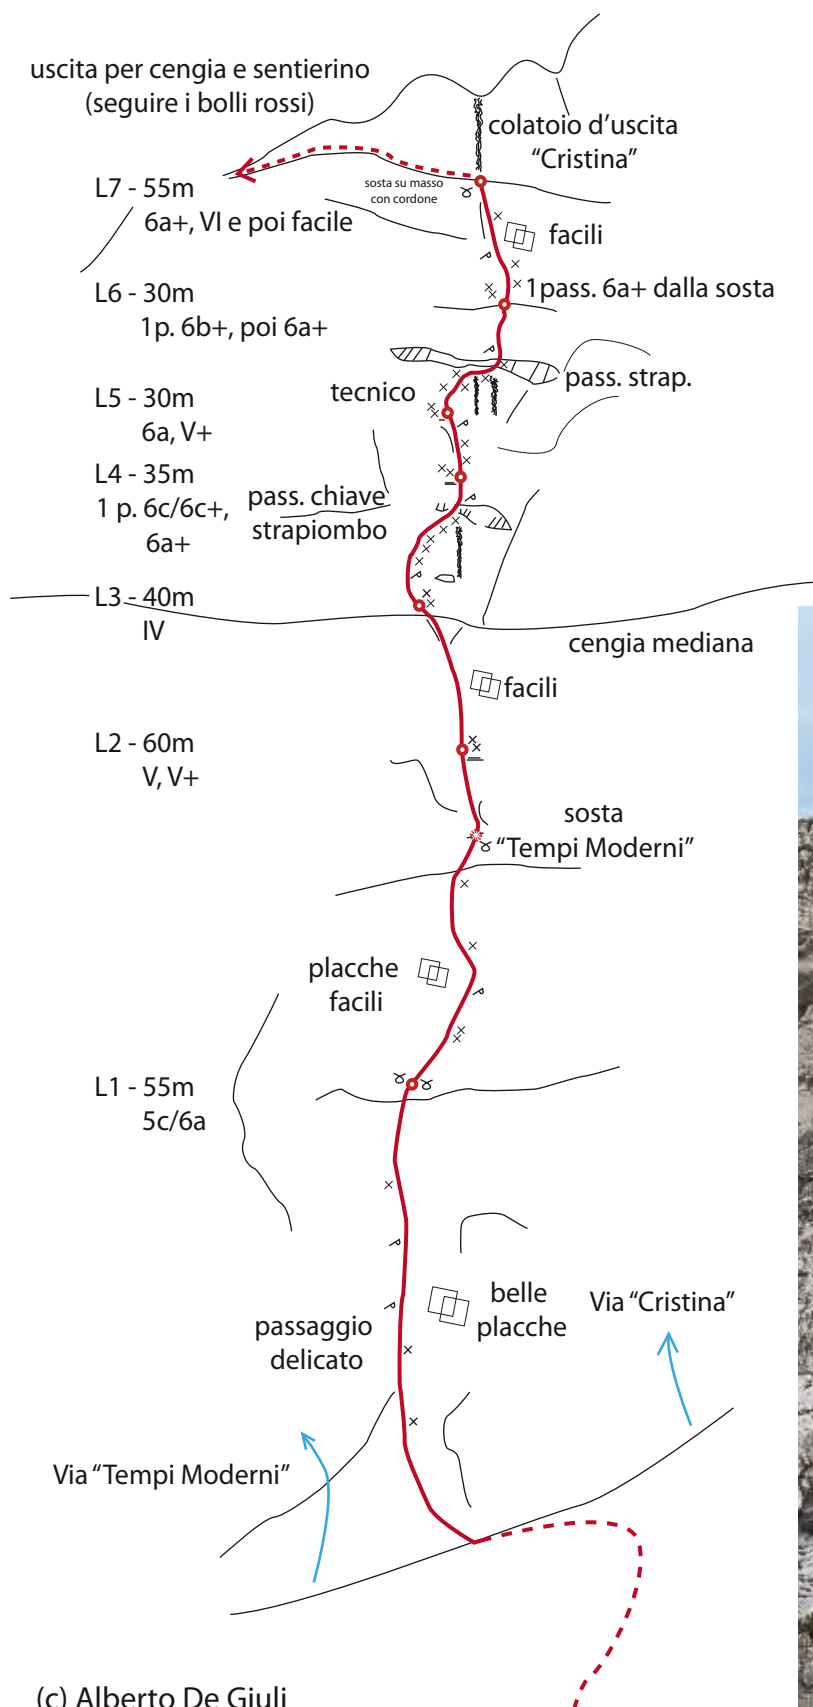 uscita per cengia e sentierino
(seguire i bolli rossi)
colatoio d'uscita
"Cristina"
sosta su masso
con cordone
L7 - 55m
6a+, VI e poi facile
facili
L6 - 30m
1p. 6b+, poi 6a+
1pass. 6a+ dalla sosta
pass. strap.
tecnico
L5 - 30m
6a, V+
L4 - 35m
1 p. 6c/6c+,
6a+
pass. chiave
strapiombo
L3 - 40m
IV
cengia mediana
facili
L2 - 60m
V, V+
sosta
"Tempi Moderni"
placche
facili
L1 - 55m
5c/6a
belle
placche
Via "Cristina"
passaggio
delicato
Via "Tempi Moderni"
(c) Alberto De Giuli